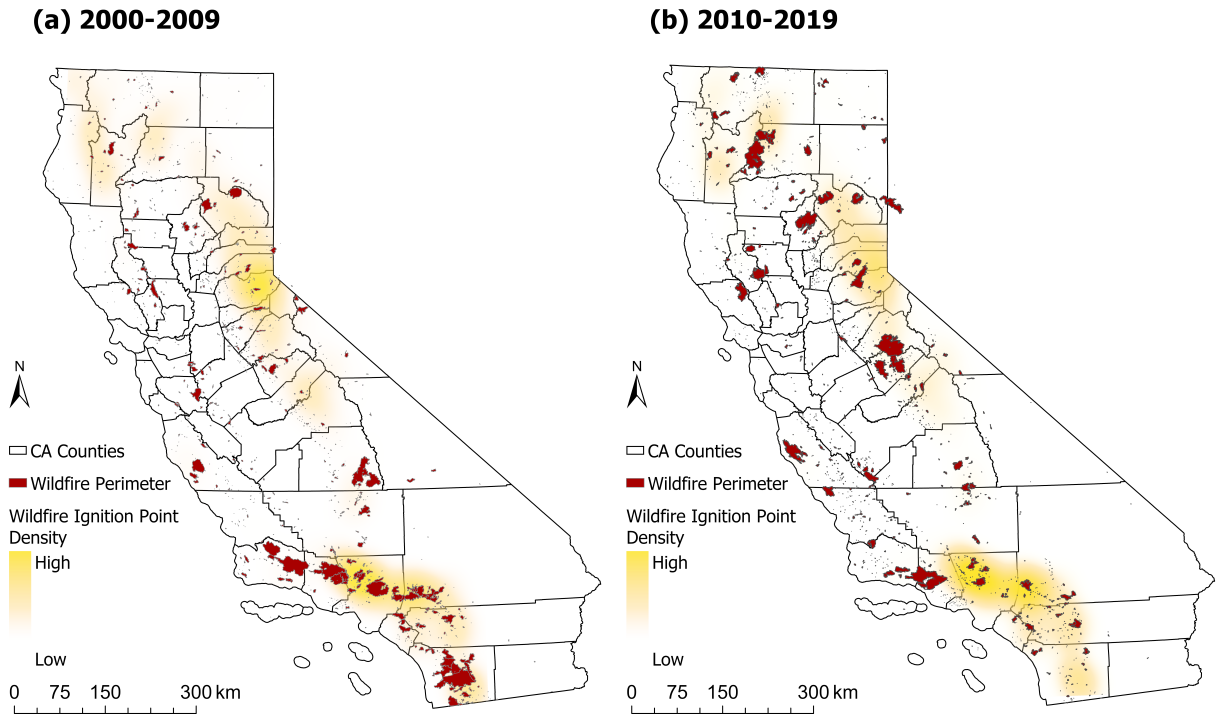 (a) 2000-2009
(b) 2010-2019
N
CA Counties
Wildfire Perimeter
Wildfire Ignition Point
Density
High
Low
0 75 150 300 km
N
CA Counties
Wildfire Perimeter
Wildfire Ignition Point
Density
High
Low
0 75 150 300 km